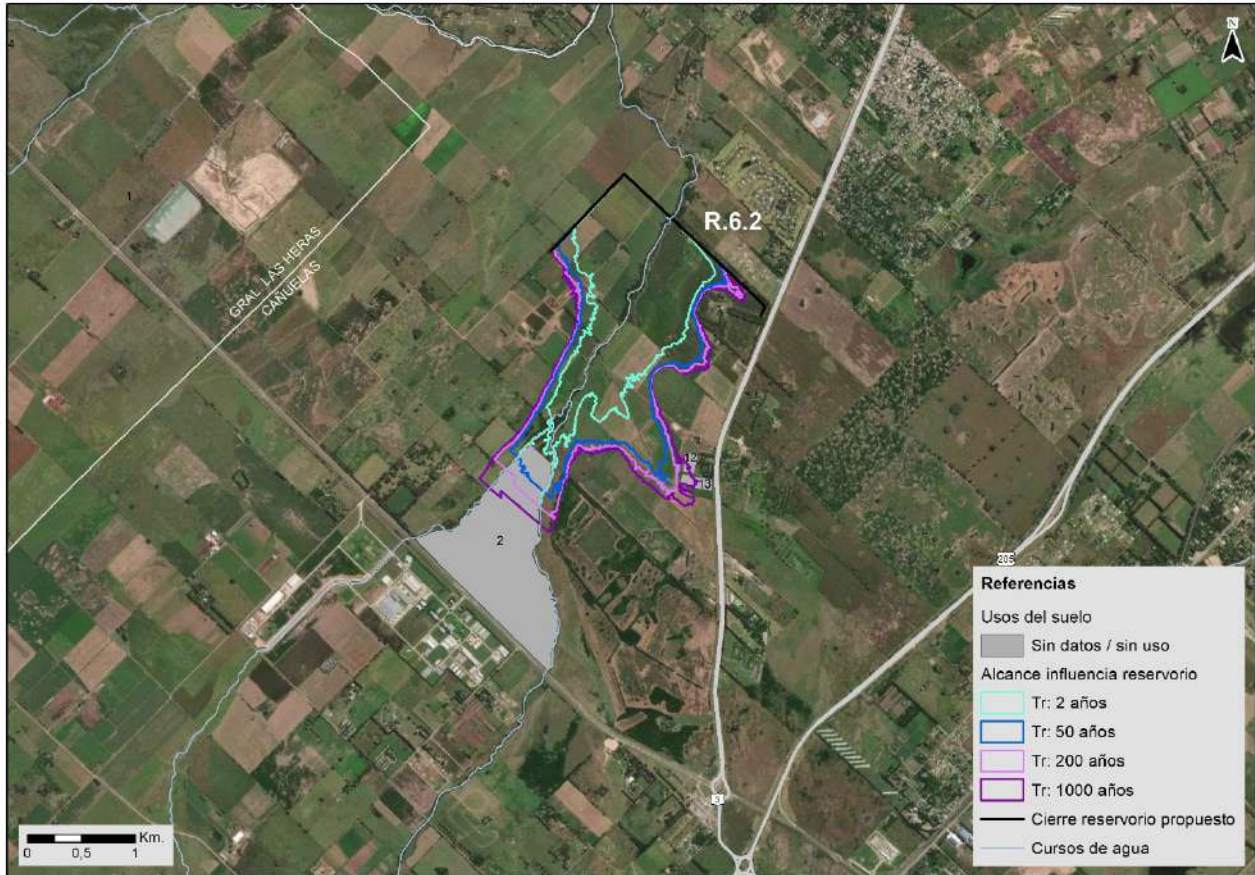 N
R.6.2
1
GRAL. LAS HERAS
CAÑUELAS
12
13
2
205
3
Referencias
Usos del suelo
Sin datos / sin uso
Alcance influencia reservorio
Tr: 2 años
Tr: 50 años
Tr: 200 años
Tr: 1000 años
Cierre reservorio propuesto
Cursos de agua
Km.
0 0,5 1